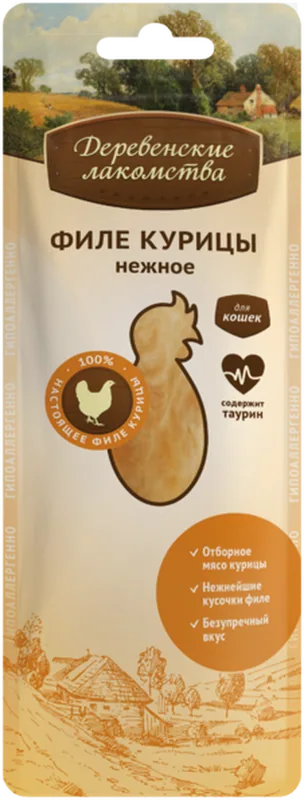 Деревенские
лакомства
ФИЛЕ КУРИЦЫ
нежное
для
кошек
100%
НАСТОЯЩЕЕ ФИЛЕ КУРИЦЫ
содержит
таурин
Отборное
мясо курицы
Нежнейшие
кусочки филе
Безупречный
вкус
ГИПОАЛЛЕРГЕННО ГИПОАЛЛЕРГЕННО ГИПОАЛЛЕРГЕННО